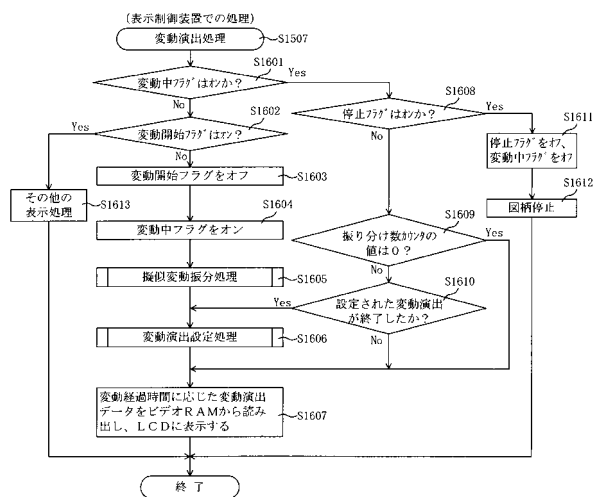 (表示制御装置での処理)
変動演出処理
S1507
変動中フラグはオンか?
S1601
Yes
No
変動開始フラグはオン?
S1602
Yes
No
変動開始フラグをオフ
S1603
変動中フラグをオン
S1604
擬似変動振分処理
S1605
変動演出設定処理
S1606
変動経過時間に応じた変動演出
データをビデオRAMから読み
出し、LCDに表示する
S1607
停止フラグはオンか?
S1608
Yes
No
停止フラグをオフ、
変動中フラグをオフ
S1611
図柄停止
S1612
振り分け数カウンタの
値は0?
S1609
Yes
No
設定された変動演出
が終了したか?
S1610
Yes
No
その他の
表示処理
S1613
終了